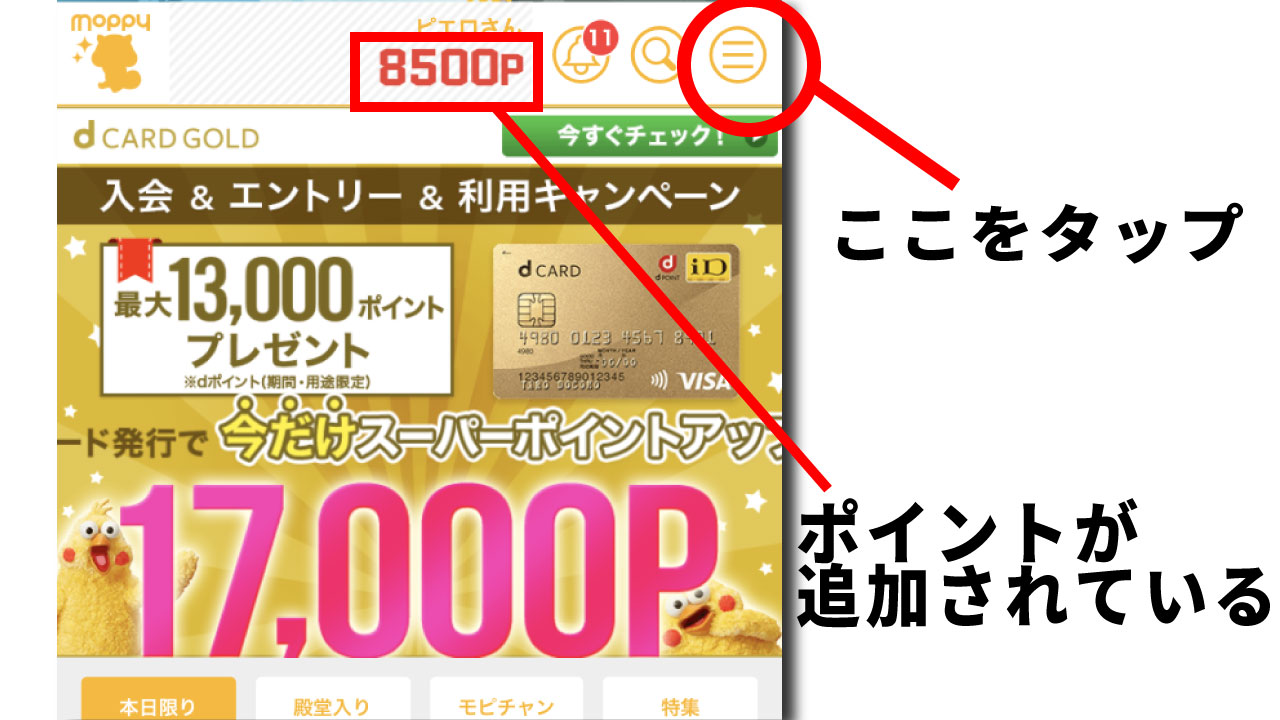 moppy
ピエロさん
8500P
11
d CARD GOLD
今すぐチェック!
入会 & エントリー & 利用キャンペーン
最大13,000ポイント
プレゼント
※dポイント(期間・用途限定)
d CARD
d POINT
iD
4980 0123 4567 8901
4980
MONTH / YEAR
00/00
123456789012345
TARO DOCOMO
VISA
ード発行で 今だけスーパーポイントアップ
17,000P
本日限り
殿堂入り
モピチャン
特集
ここをタップ
ポイントが
追加されている